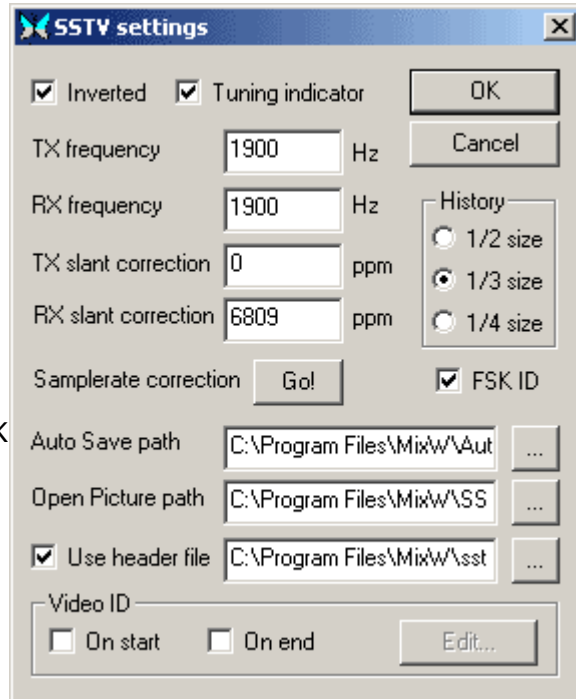 SSTV settings
Inverted Tuning indicator OK
TX frequency 1900 Hz Cancel
RX frequency 1900 Hz History
1/2 size
TX slant correction 0 ppm 1/3 size
RX slant correction 6809 ppm 1/4 size
Samplerate correction Go! FSK ID
K
Auto Save path C:\Program Files\MixW\Aut ...
Open Picture path C:\Program Files\MixW\SS ...
Use header file C:\Program Files\MixW\sst ...
Video ID
On start On end Edit...